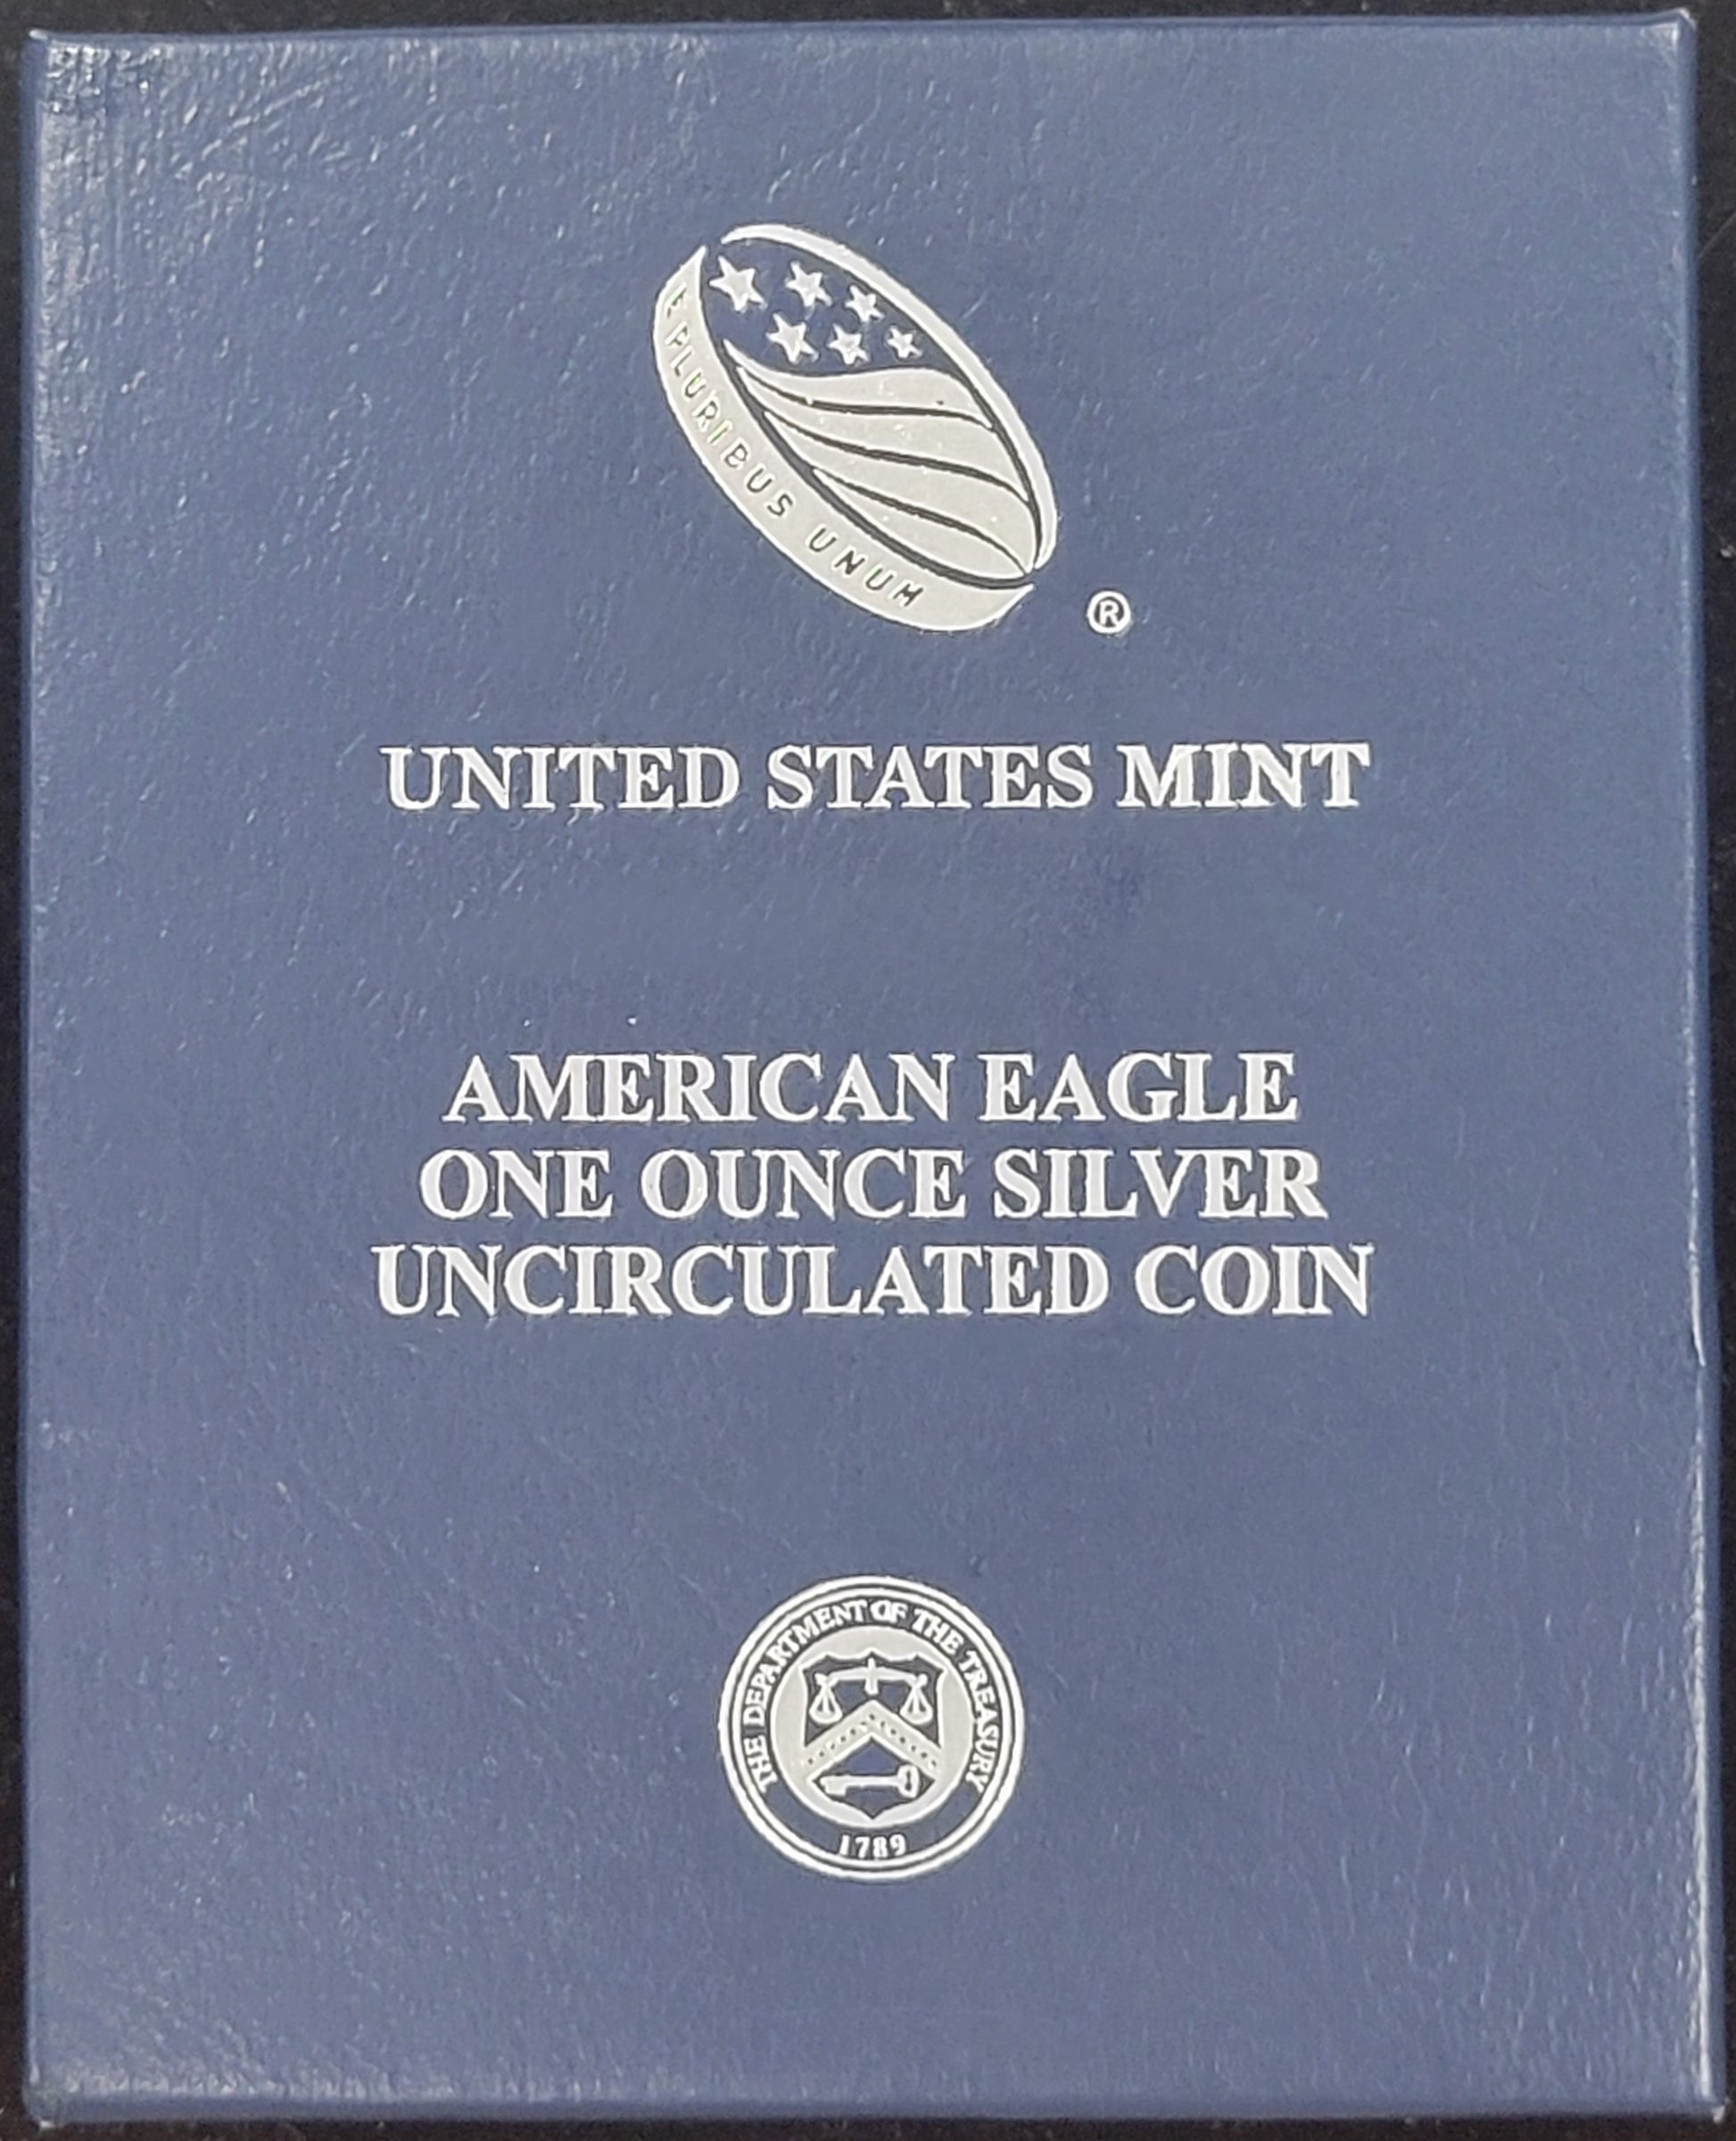 E PLURIBUS UNUM
®
UNITED STATES MINT
AMERICAN EAGLE
ONE OUNCE SILVER
UNCIRCULATED COIN
THE DEPARTMENT OF THE TREASURY
1789